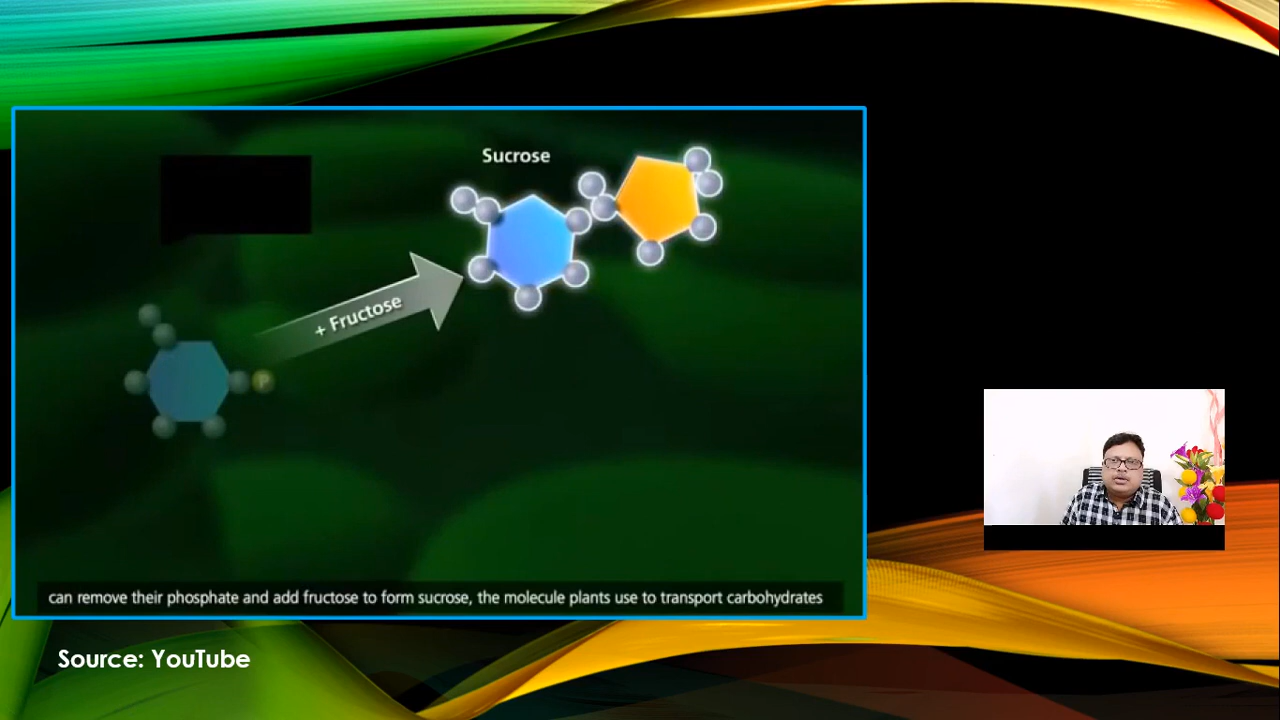 Sucrose
+ Fructose
P
can remove their phosphate and add fructose to form sucrose, the molecule plants use to transport carbohydrates
Source: YouTube